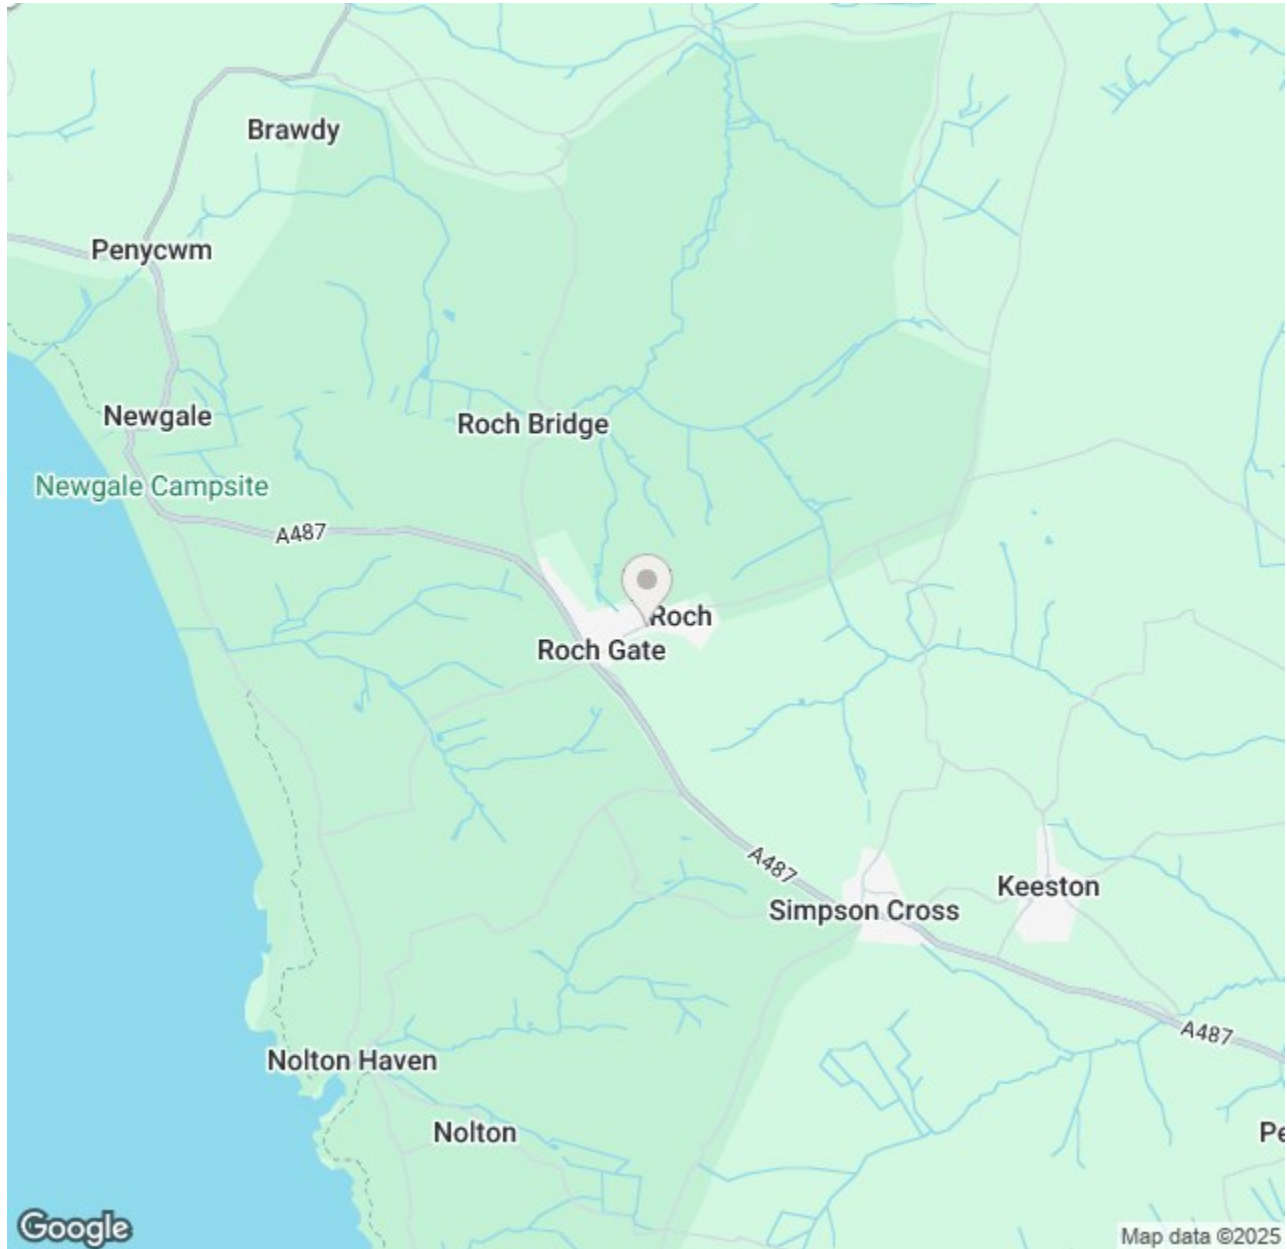 Brawdy
Penycwm
Newgale
Roch Bridge
Newgale Campsite
A487
Roch
Roch Gate
A487
Keeston
Simpson Cross
A487
Nolton Haven
Nolton
Pe
Google
Map data ©2025